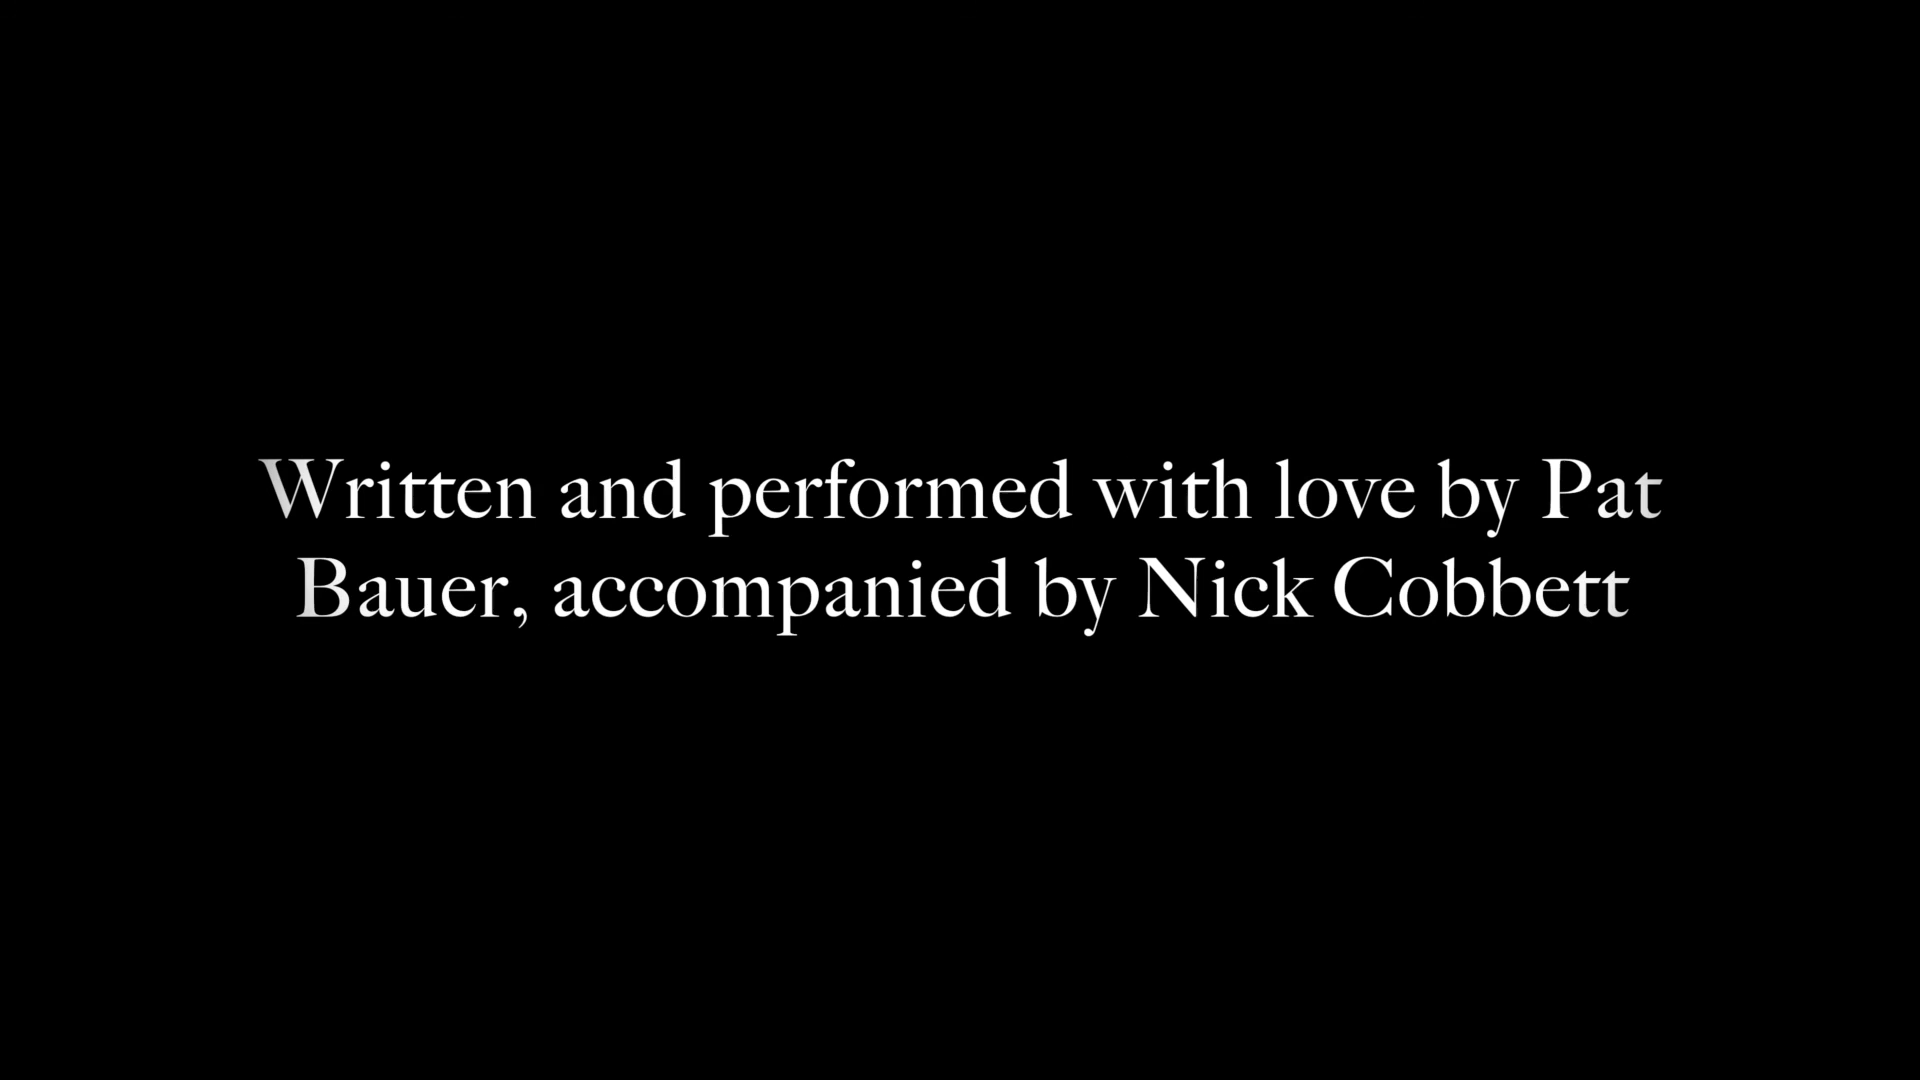 Written and performed with love by Pat
Bauer, accompanied by Nick Cobbett